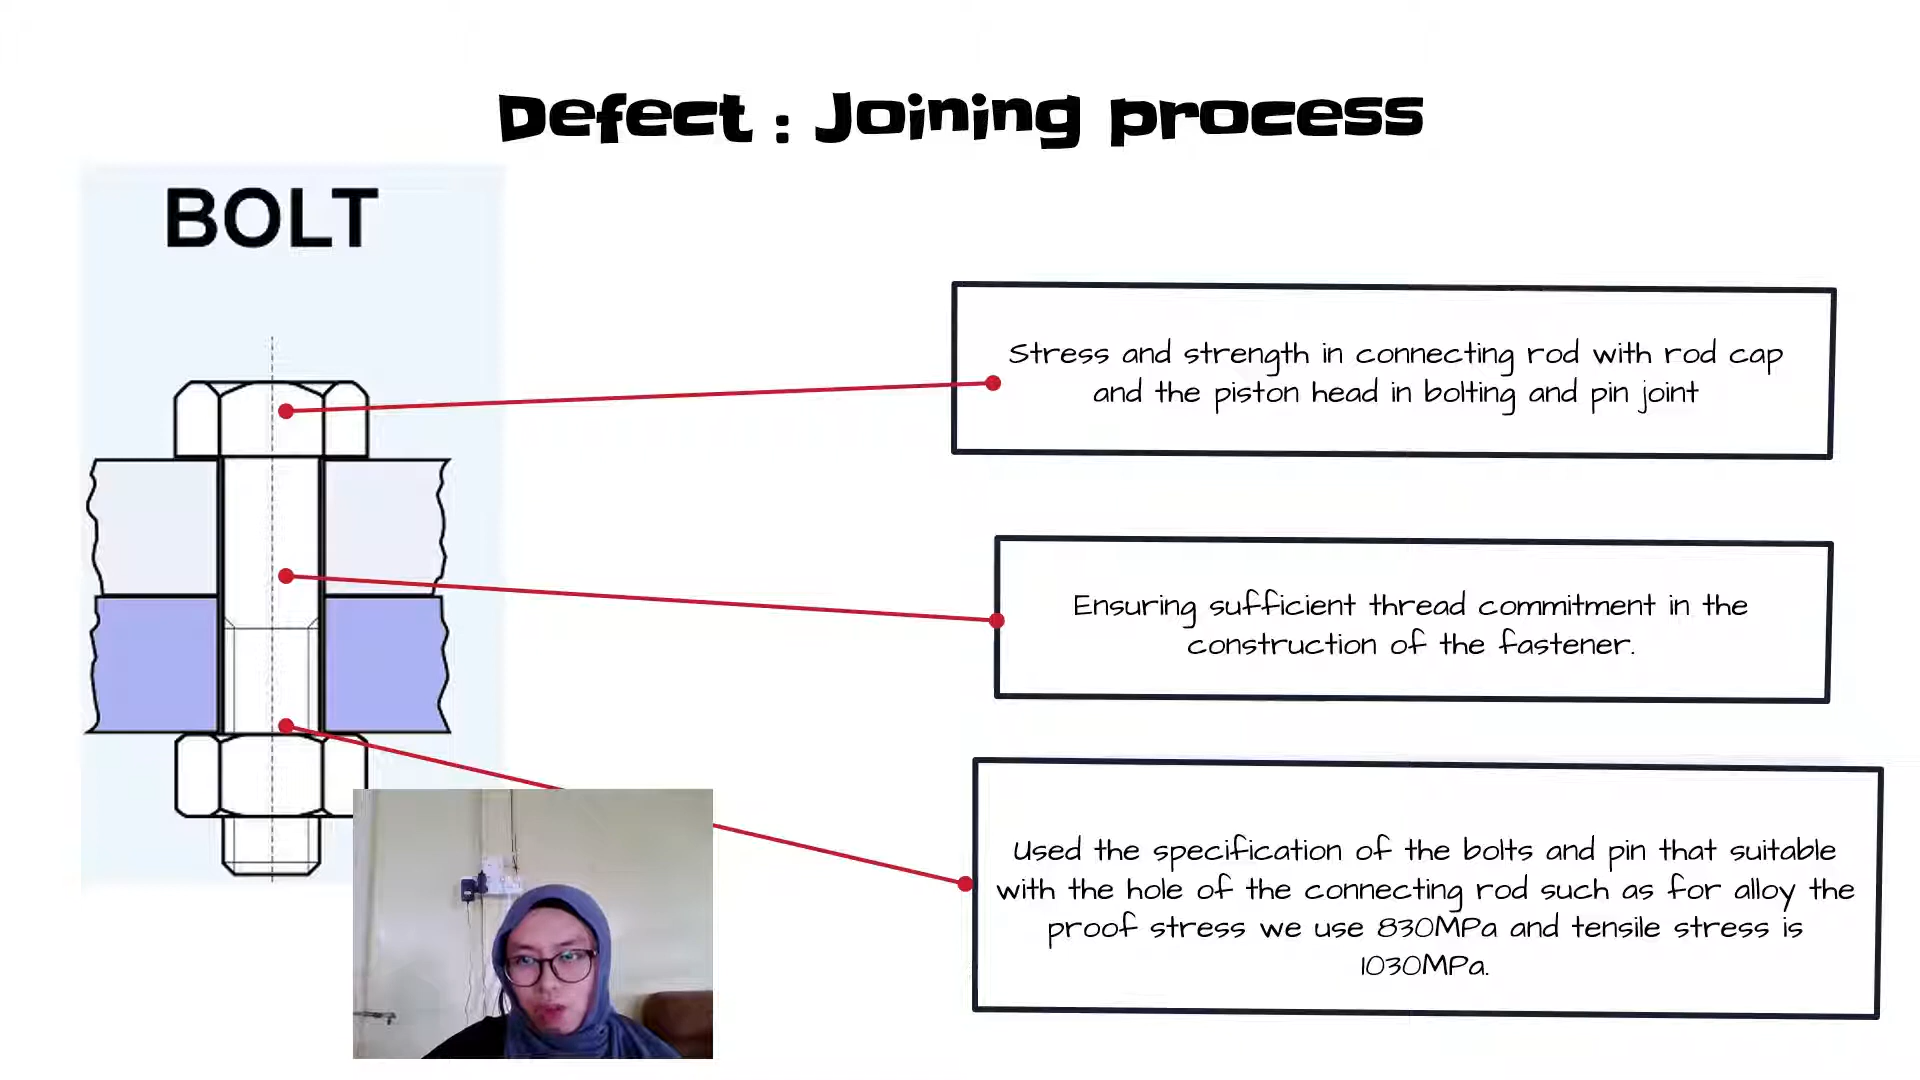 Defect : Joining process
BOLT
Stress and strength in connecting rod with rod cap
and the piston head in bolting and pin joint
Ensuring sufficient thread commitment in the
construction of the fastener.
Used the specification of the bolts and pin that suitable
with the hole of the connecting rod such as for alloy the
proof stress we use 830MPa and tensile stress is
1030MPa.